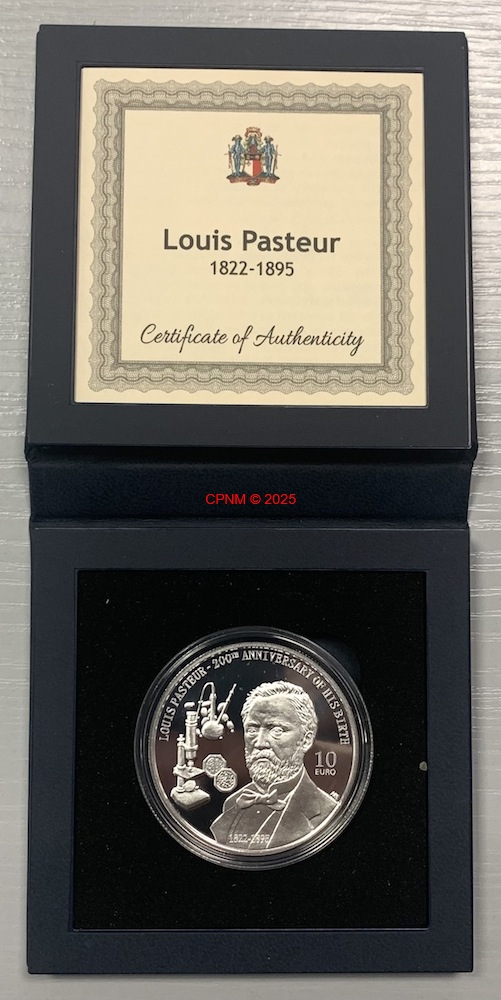 Louis Pasteur
1822-1895
Certificate of Authenticity
CPNM © 2025
LOUIS PASTEUR - 200TH ANNIVERSARY OF HIS BIRTH
10
EURO
1822-1895